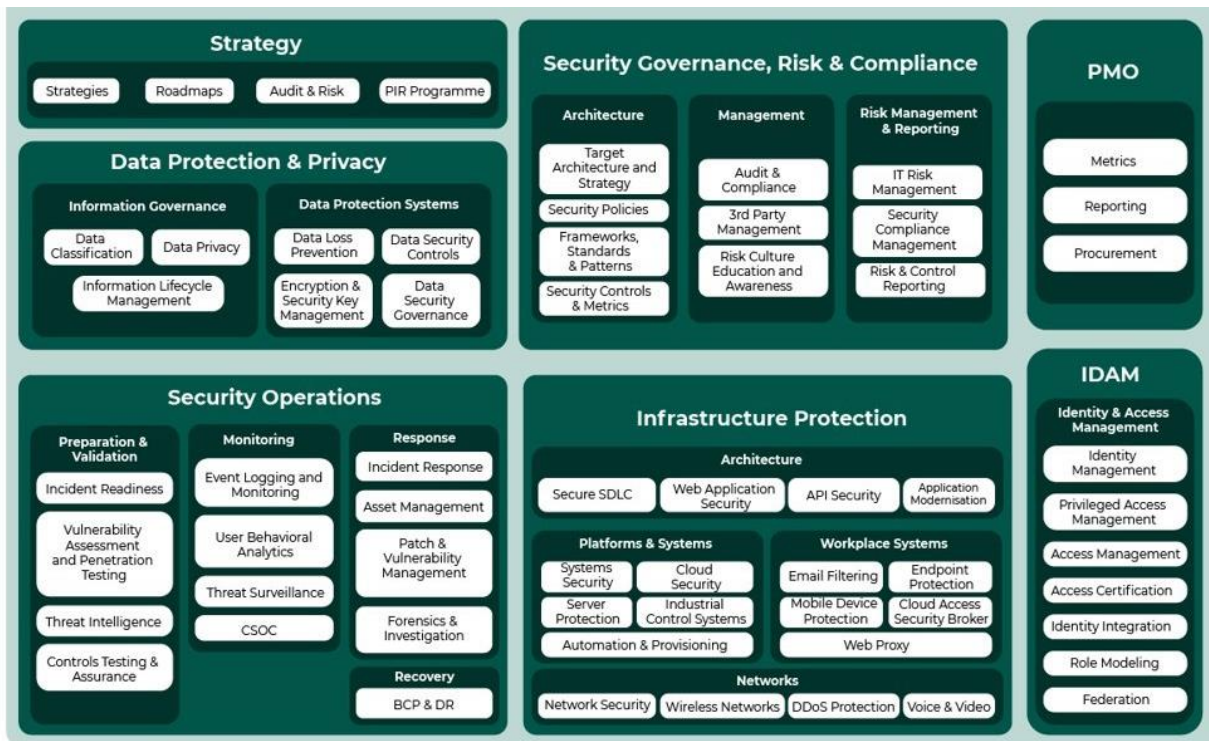 Strategy
Strategies
Roadmaps
Audit & Risk
PIR Programme
Data Protection & Privacy
Information Governance
Data
Classification
Data Privacy
Information Lifecycle
Management
Data Protection Systems
Data Loss
Prevention
Data Security
Controls
Encryption &
Security Key
Management
Data
Security
Governance
Security Governance, Risk & Compliance
Architecture
Target
Architecture and
Strategy
Security Policies
Frameworks,
Standards
& Patterns
Security Controls
& Metrics
Management
Audit &
Compliance
3rd Party
Management
Risk Culture
Education and
Awareness
Risk Management
& Reporting
IT Risk
Management
Security
Compliance
Management
Risk & Control
Reporting
PMO
Metrics
Reporting
Procurement
Security Operations
Preparation &
Validation
Incident Readiness
Vulnerability
Assessment
and Penetration
Testing
Threat Intelligence
Controls Testing &
Assurance
Monitoring
Event Logging and
Monitoring
User Behavioral
Analytics
Threat Surveillance
CSOC
Response
Incident Response
Asset Management
Patch &
Vulnerability
Management
Forensics &
Investigation
Recovery
BCP & DR
Infrastructure Protection
Architecture
Secure SDLC
Web Application
Security
API Security
Application
Modernisation
Platforms & Systems
Systems
Security
Cloud
Security
Server
Protection
Industrial
Control Systems
Automation & Provisioning
Workplace Systems
Email Filtering
Endpoint
Protection
Mobile Device
Protection
Cloud Access
Security Broker
Web Proxy
Networks
Network Security
Wireless Networks
DDoS Protection
Voice & Video
IDAM
Identity & Access
Management
Identity
Management
Privileged Access
Management
Access Management
Access Certification
Identity Integration
Role Modeling
Federation